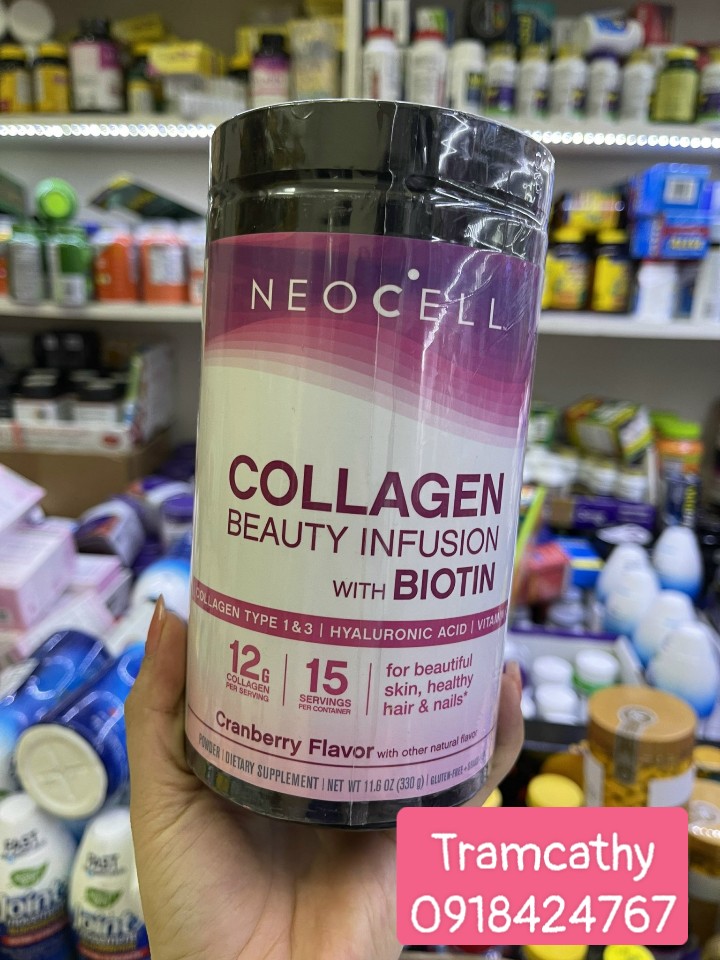 NEOCELL
COLLAGEN
BEAUTY INFUSION
WITH BIOTIN
COLLAGEN TYPE 1 & 3 | HYALURONIC ACID |
12G
COLLAGEN
PER SERVING
15
SERVINGS
PER CONTAINER
for beautiful
skin, healthy
hair & nails*
Cranberry Flavor with other natural flavor
POWDER | DIETARY SUPPLEMENT | NET WT 11.6 OZ (330 g) | GLUTEN-FREE
Tramcathy
0918424767